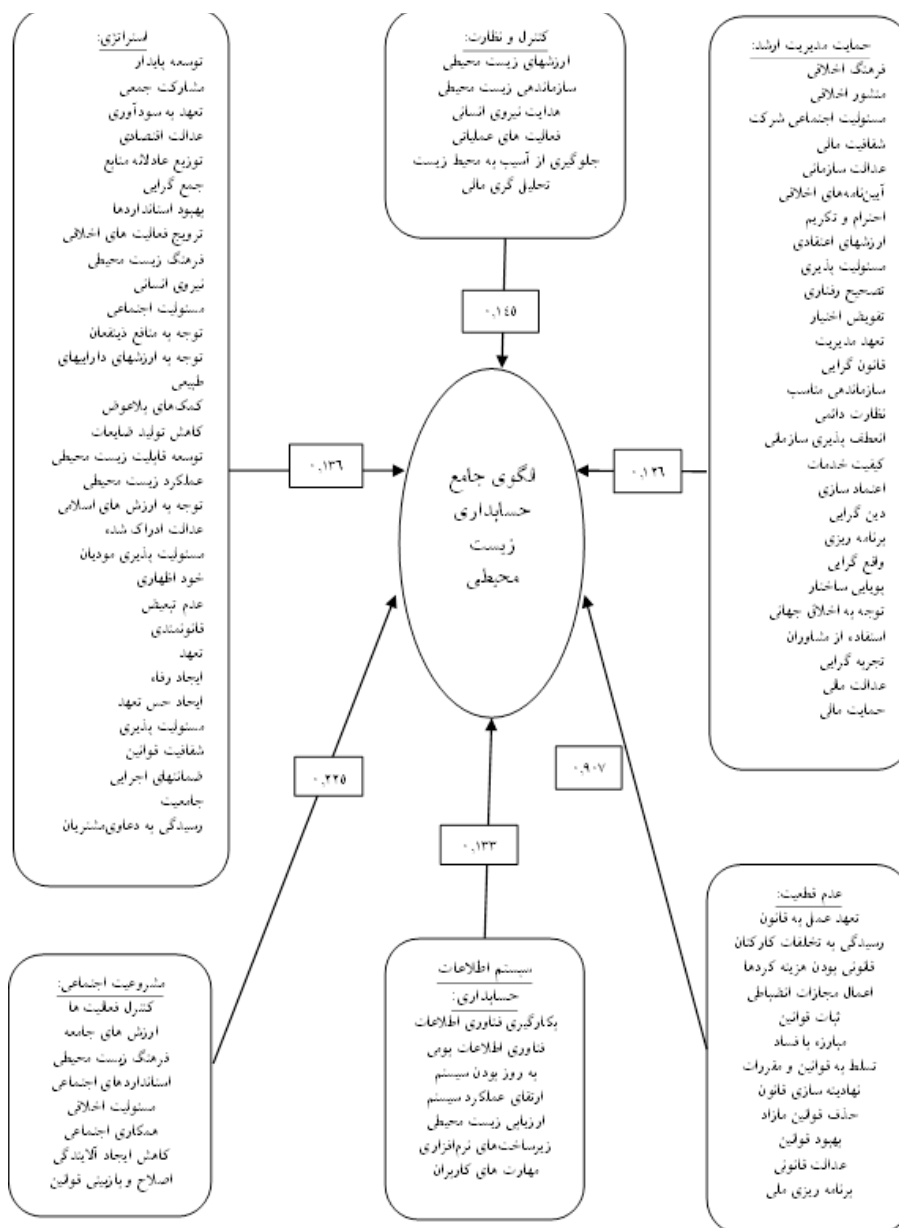 حمایت مدیریت ارشد:
فرهنگ اخلاقی
منشور اخلاقی
مسئولیت اجتماعی شرکت
شفافیت مالی
عدالت سازمانی
آیین‌نامه‌های اخلاقی
احترام و تکریم
ارزشهای اعتقادی
مسئولیت پذیری
تصحیح رفتاری
تفویض اختیار
تعهد مدیریت
قانون گرایی
سازماندهی مناسب
نظارت دائمی
انعطف پذیری سازمانی
کیفیت خدمات
اعتماد سازی
دین گرایی
برنامه ریزی
واقع گرایی
پویایی ساختار
توجه به اخلاق جهانی
استفاده از مشاوران
تجربه گرایی
عدالت مالی
حمایت مالی
۰,۱۲٦
کنترل و نظارت:
ارزشهای زیست محیطی
سازماندهی زیست محیطی
هدایت نیروی انسانی
فعالیت های عملیاتی
جلوگیری از آسیب به محیط زیست
تحلیل گری مالی
۰,۱٤٥
استراتژی:
توسعه پایدار
مشارکت جمعی
تعهد به سودآوری
عدالت اقتصادی
توزیع عادلانه منابع
جمع گرایی
بهبود استانداردها
ترویج فعالیت های اخلاقی
فرهنگ زیست محیطی
نیروی انسانی
مسئولیت اجتماعی
توجه به منافع ذینفعان
توجه به ارزشهای داراییهای
طبیعی
کمک‌های بلاعوض
کاهش تولید ضایعات
توسعه قابلیت زیست محیطی
عملکرد زیست محیطی
توجه به ارزش های اسلامی
عدالت ادراک شده
مسئولیت پذیری مودیان
خود اظهاری
عدم تبعیض
قانونمندی
تعهد
ایجاد رفاه
ایجاد حس تعهد
مسئولیت پذیری
شفافیت قوانین
ضمانتهای اجرایی
جامعیت
رسیدگی به دعاوی‌مشتریان
۰,۱۳٦
الگوی جامع
حسابداری
زیست
محیطی
۰,۹۰۷
۰,۱۳۳
۰,۲۲٥
عدم قطعیت:
تعهد عمل به قانون
رسیدگی به تخلفات کارکنان
قانونی بودن هزینه کردها
اعمال مجازات انضباطی
ثبات قوانین
مبارزه با فساد
تسلط به قوانین و مقررات
نهادینه سازی قانون
حذف قوانین مازاد
بهبود قوانین
عدالت قانونی
برنامه ریزی ملی
سیستم اطلاعات
حسابداری:
بکارگیری فناوری اطلاعات
فناوری اطلاعات بومی
به روز بودن سیستم
ارتقای عملکرد سیستم
ارزیابی زیست محیطی
زیرساخت‌های نرم‌افزاری
مهارت های کاربران
مشروعیت اجتماعی:
کنترل فعالیت ها
ارزش های جامعه
فرهنگ زیست محیطی
استانداردهای اجتماعی
مسئولیت اخلاقی
همکاری اجتماعی
کاهش ایجاد آلایندگی
اصلاح و بازبینی قوانین